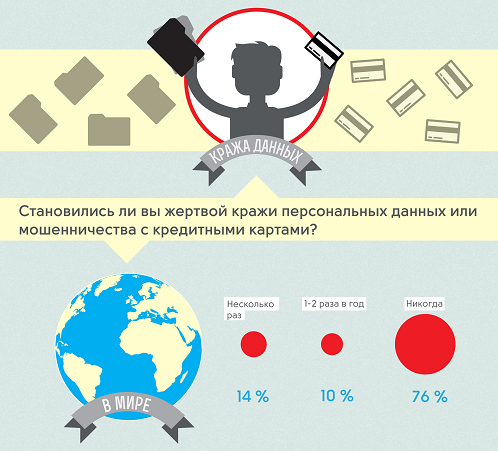 КРАЖА ДАННЫХ
Становились ли вы жертвой кражи персональных данных или
мошенничества с кредитными картами?
Несколько
раз
1-2 раза в год
Никогда
14 %
10 %
76 %
В МИРЕ